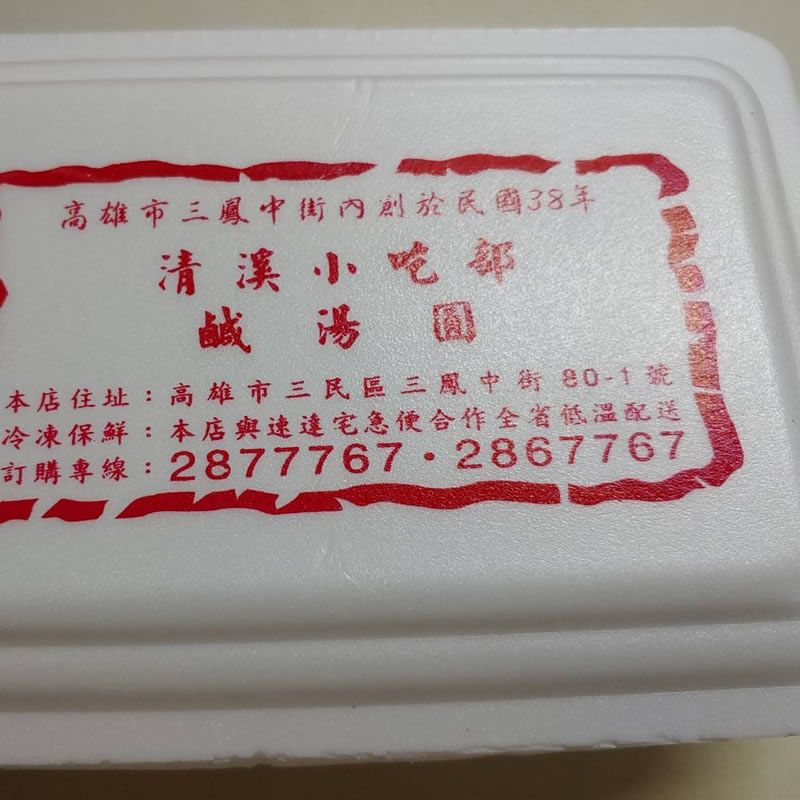 高雄市三鳳中街內創於民國38年
清溪小吃部
鹹湯圓
本店住址：高雄市三民區三鳳中街80-1號
冷凍保鮮：本店與速達宅急便合作全省低溫配送
訂購專線：2877767·2867767